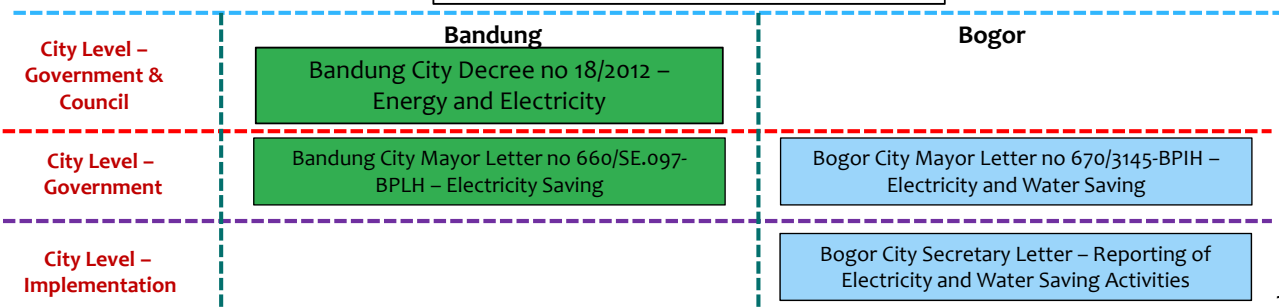 Bandung
Bogor
City Level –
Government &
Council
Bandung City Decree no 18/2012 –
Energy and Electricity
City Level –
Government
Bandung City Mayor Letter no 660/SE.097-
BPLH – Electricity Saving
Bogor City Mayor Letter no 670/3145-BPIH –
Electricity and Water Saving
City Level –
Implementation
Bogor City Secretary Letter – Reporting of
Electricity and Water Saving Activities